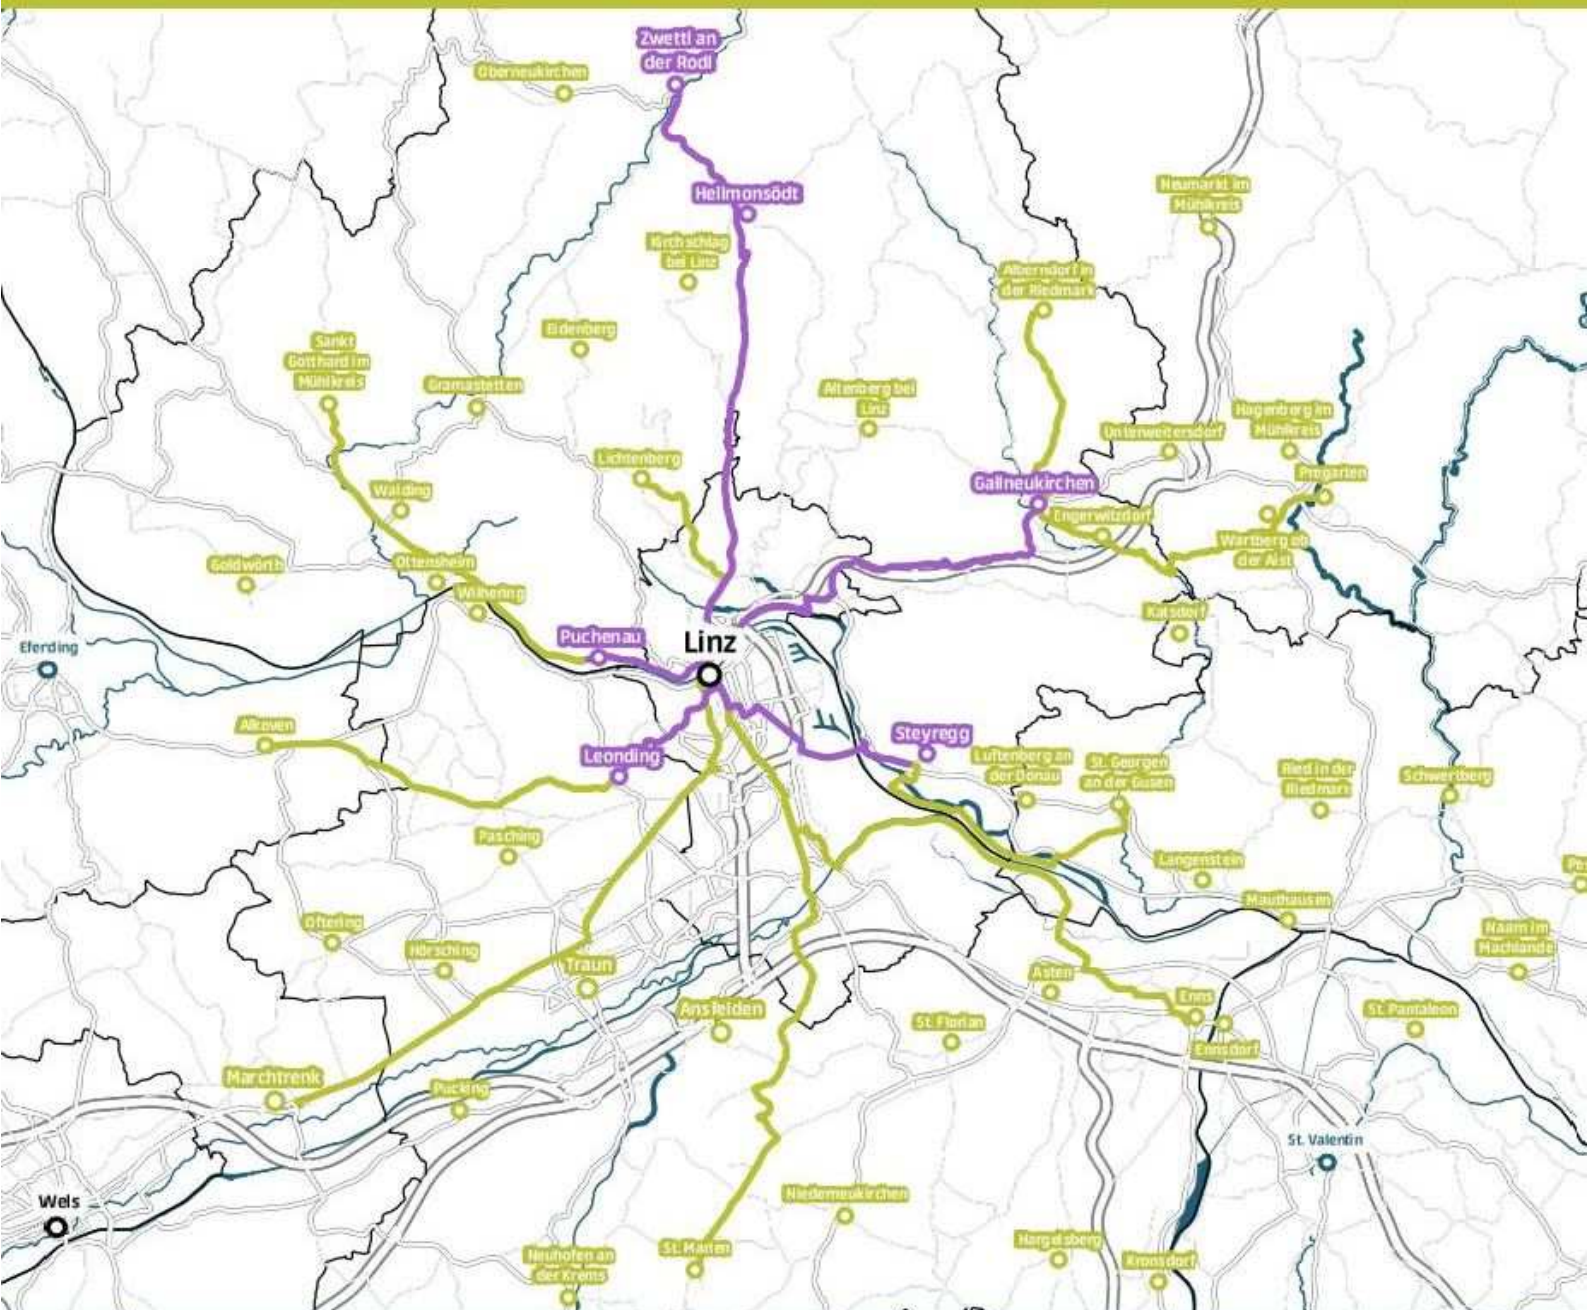 Zwettl an
der Rodl
Oberneukirchen
Hellmonsödt
Neumarkt im
Mühlkreis
Kirchschlag
bei Linz
Alberndorf in
der Riedmark
Eidenberg
Sankt
Gotthard im
Mühlkreis
Gramastetten
Altenberg bei
Linz
Hagenberg im
Mühlkreis
Unterweitersdorf
Lichtenberg
Pregarten
Gallneukirchen
Walding
Engerwitzdorf
Wartberg ob
der Aist
Goldwörth
Ottensheim
Wilhering
Katsdorf
Puchenau
Linz
Eferding
Alkoven
Leonding
Steyregg
Luftenberg an
der Donau
St. Georgen
an der Gusen
Ried in der
Riedmark
Schwertberg
Pasching
Langenstein
Pe
Mauthausen
Oftering
Hörsching
Naarn im
Machlande
Traun
Asten
Enns
Ansfelden
St. Florian
St. Pantaleon
Ennsdorf
Marchtrenk
Pucking
St. Valentin
Wels
Niederneukirchen
Neuhofen an
der Krems
St. Marien
Hargelsberg
Kronsdorf